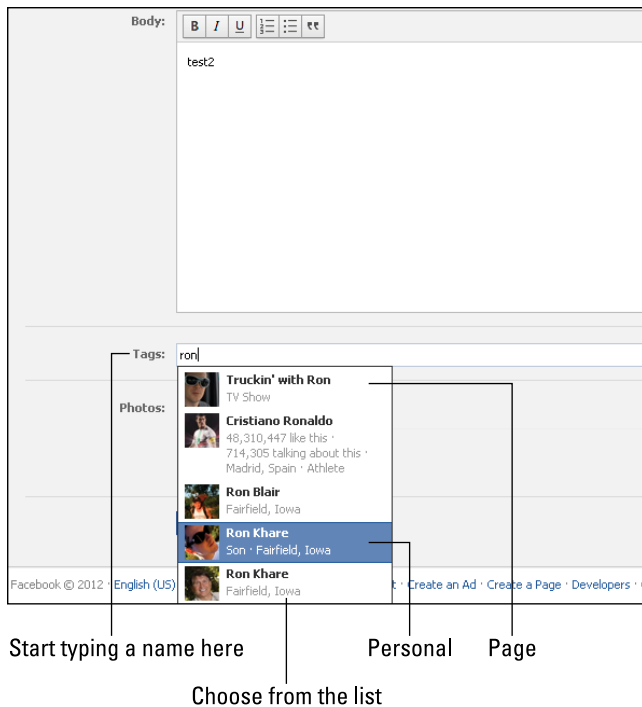 Body:
B I U
test2
Tags: ron
Truckin' with Ron
TV Show
Photos:
Cristiano Ronaldo
48,310,447 like this ·
714,305 talking about this ·
Madrid, Spain · Athlete
Ron Blair
Fairfield, Iowa
Ron Khare
Son · Fairfield, Iowa
Ron Khare
Fairfield, Iowa
Facebook © 2012 · English (US) t · Create an Ad · Create a Page · Developers ·
Start typing a name here Personal Page
Choose from the list